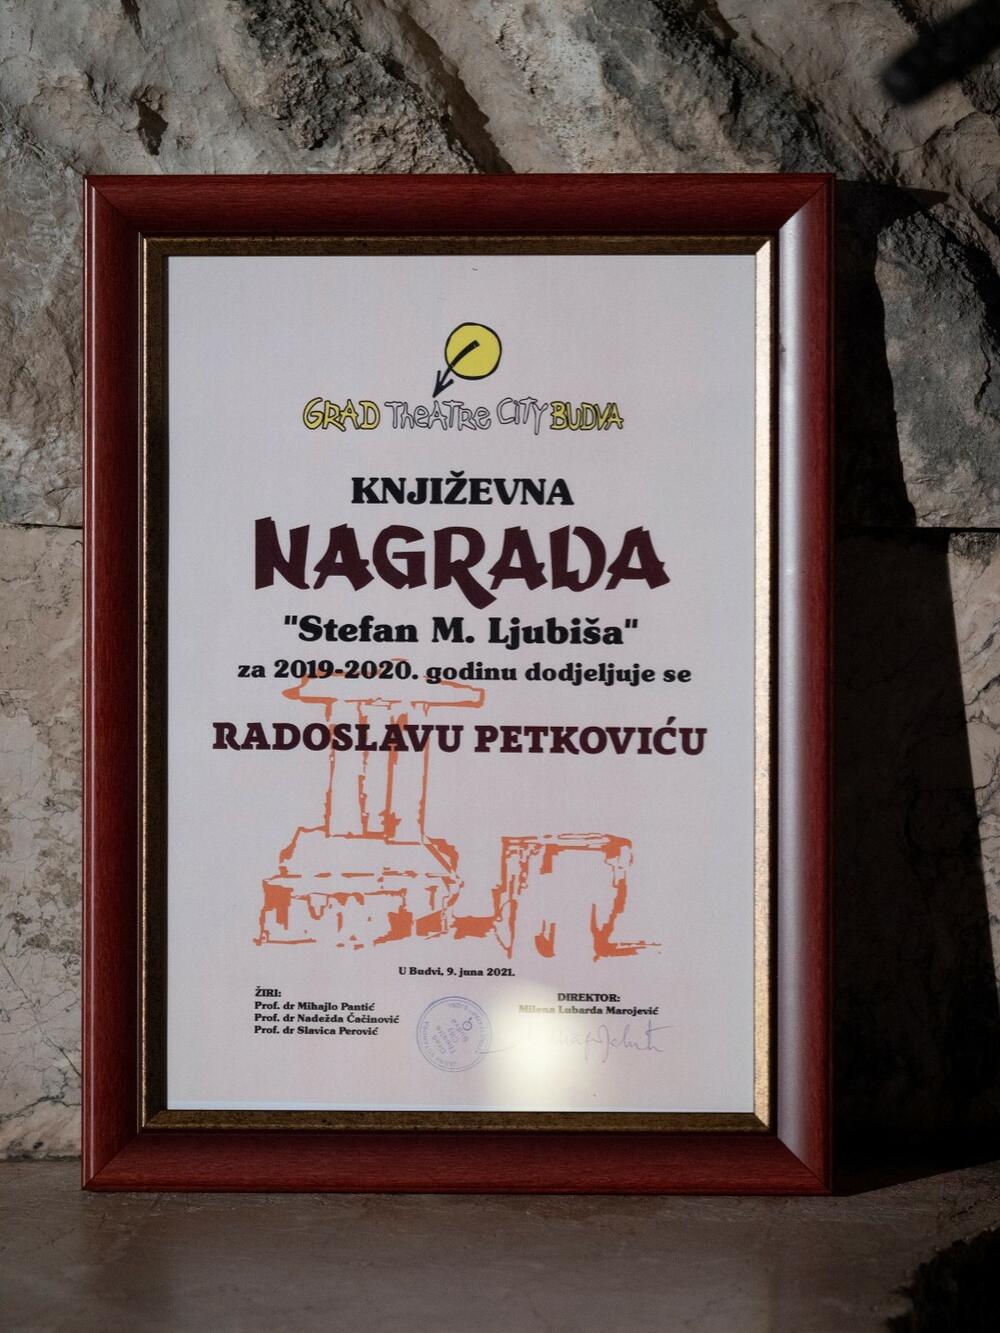 GRAD TheATRe CiTY BUDVA
KNJIŽEVNA
NAGRADA
"Stefan M. Ljubiša"
za 2019-2020. godinu dodjeljuje se
RADOSLAVU PETKOVIĆU
U Budvi, 9. juna 2021.
ŽIRI:
Prof. dr Mihajlo Pantić
Prof. dr Nadežda Čačinović
Prof. dr Slavica Perović
DIREKTOR:
Milena Lubarda Marojević